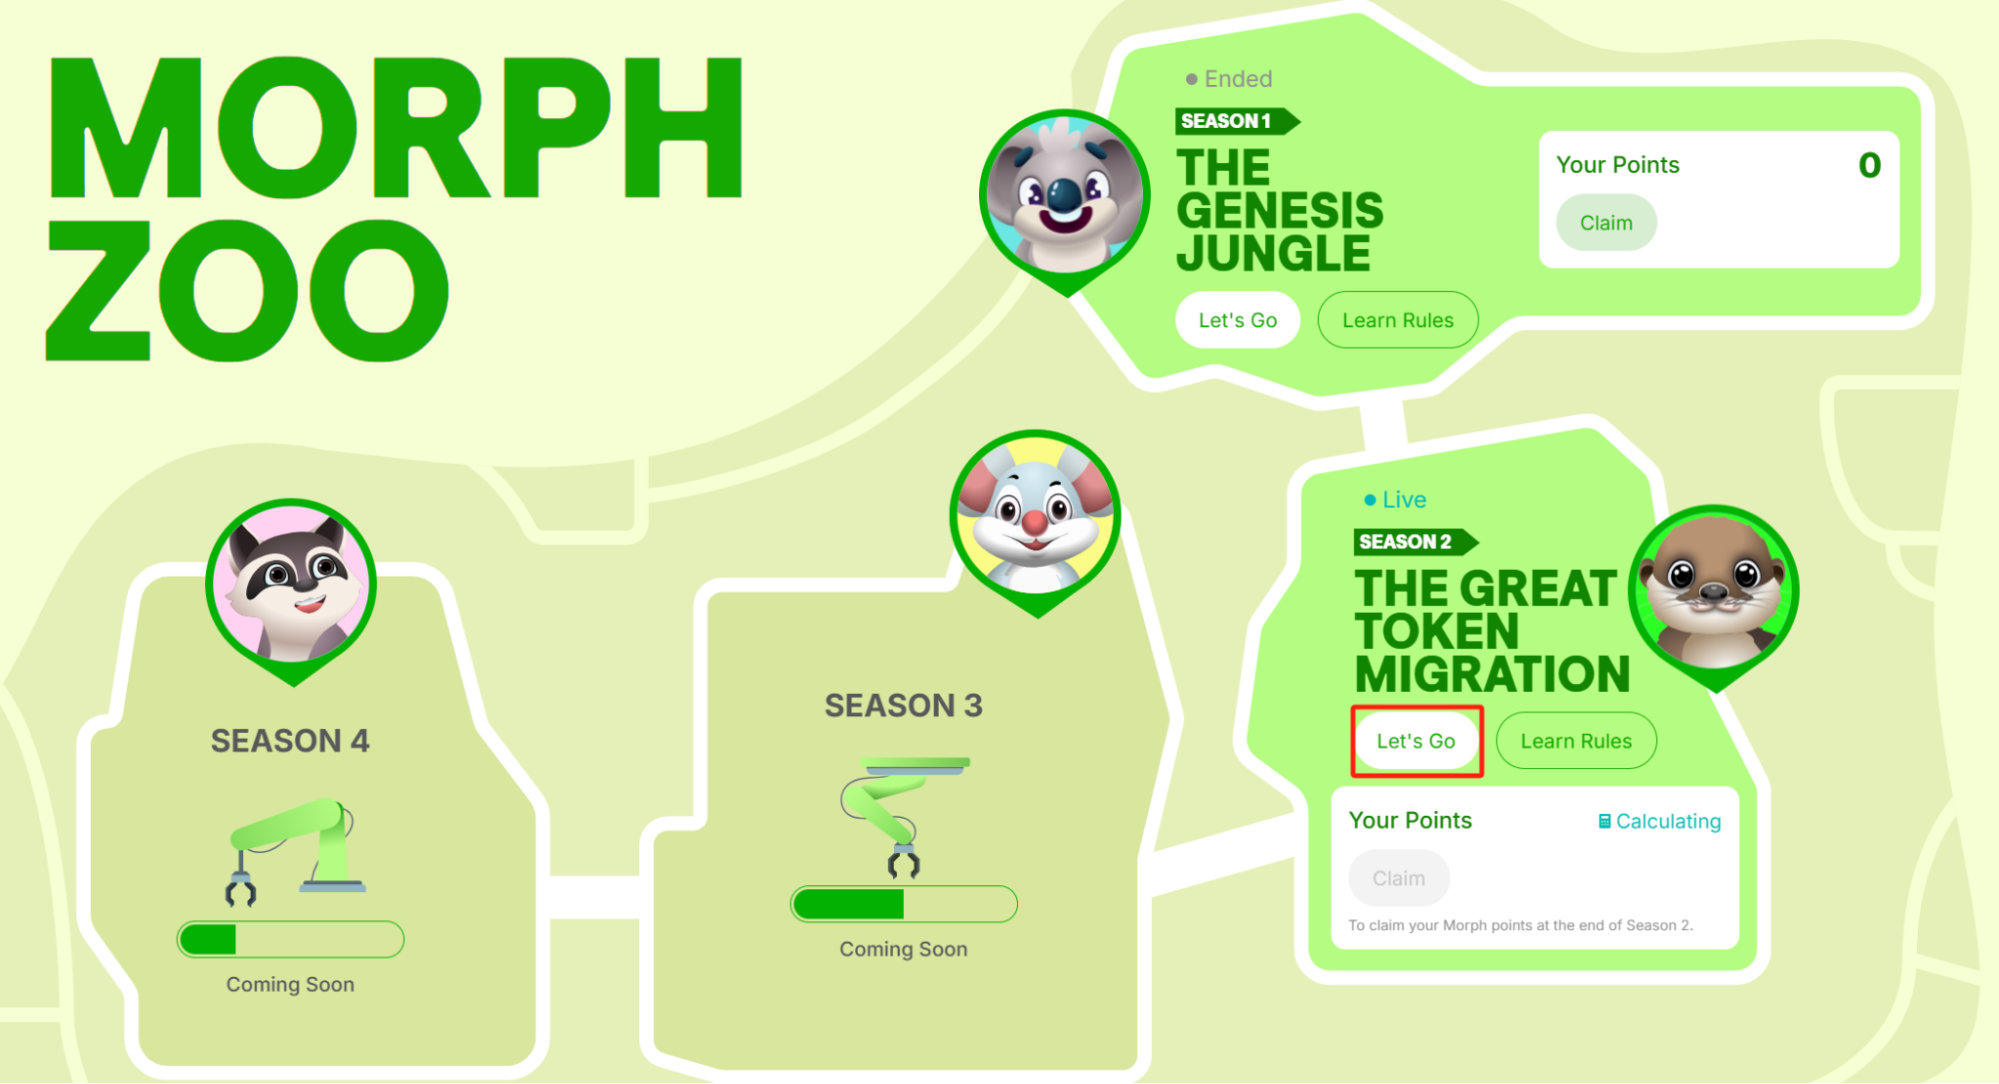 MORPH
ZOO
Ended
SEASON 1
THE
GENESIS
JUNGLE
Let's Go
Learn Rules
Your Points
0
Claim
Live
SEASON 2
THE GREAT
TOKEN
MIGRATION
Let's Go
Learn Rules
Your Points
Calculating
Claim
To claim your Morph points at the end of Season 2.
SEASON 3
Coming Soon
SEASON 4
Coming Soon